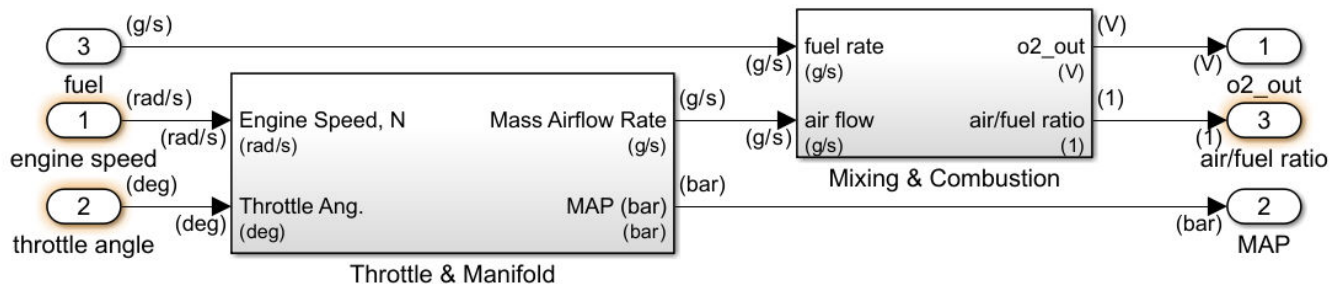 3
(g/s)
fuel
1
(rad/s)
(rad/s)
engine speed
2
(deg)
(deg)
throttle angle
Engine Speed, N
(rad/s)
Throttle Ang.
(deg)
Mass Airflow Rate
(g/s)
MAP (bar)
(bar)
Throttle & Manifold
(g/s)
(bar)
(g/s)
(g/s)
fuel rate
(g/s)
air flow
(g/s)
o2_out
(V)
air/fuel ratio
(1)
Mixing & Combustion
(V)
(V)
1
o2_out
(1)
(1)
3
air/fuel ratio
(bar)
2
MAP